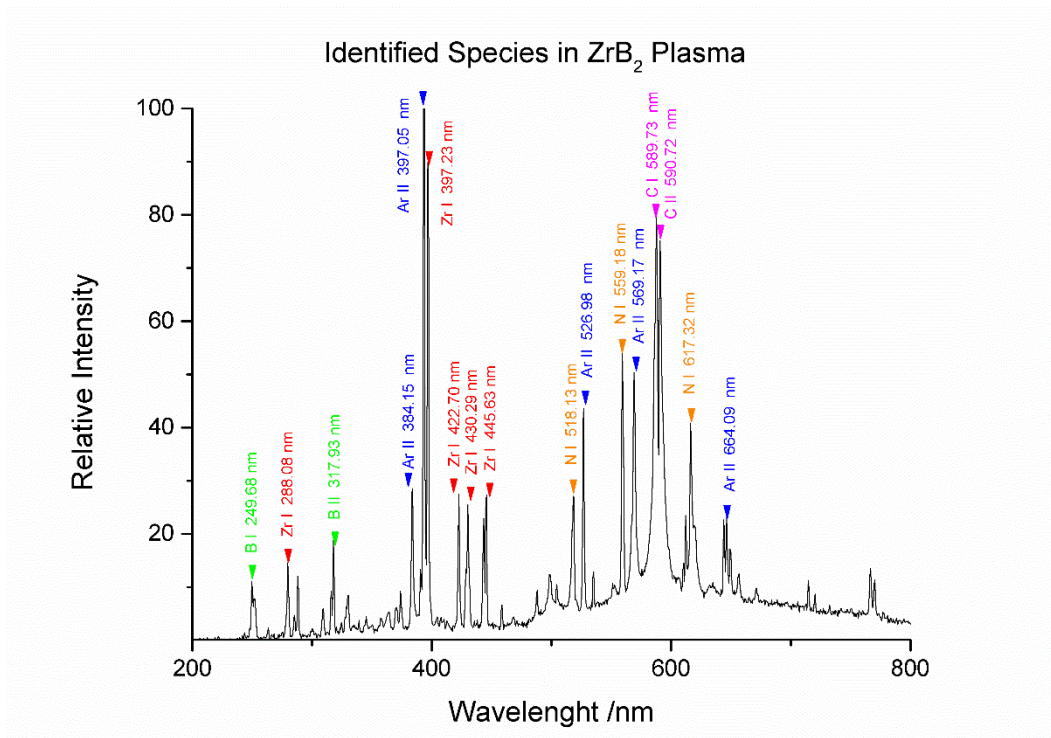 Identified Species in ZrB2 Plasma
Relative Intensity
100
80
60
40
20
B I 249.68 nm
Zr I 288.08 nm
B II 317.93 nm
Ar II 384.15 nm
Ar II 397.05 nm
Zr I 397.23 nm
Zr I 422.70 nm
Zr I 430.29 nm
Zr I 445.63 nm
N I 518.13 nm
Ar II 526.98 nm
N I 559.18 nm
Ar II 569.17 nm
C I 589.73 nm
C II 590.72 nm
N I 617.32 nm
Ar II 664.09 nm
200 400 600 800
Wavelenght /nm